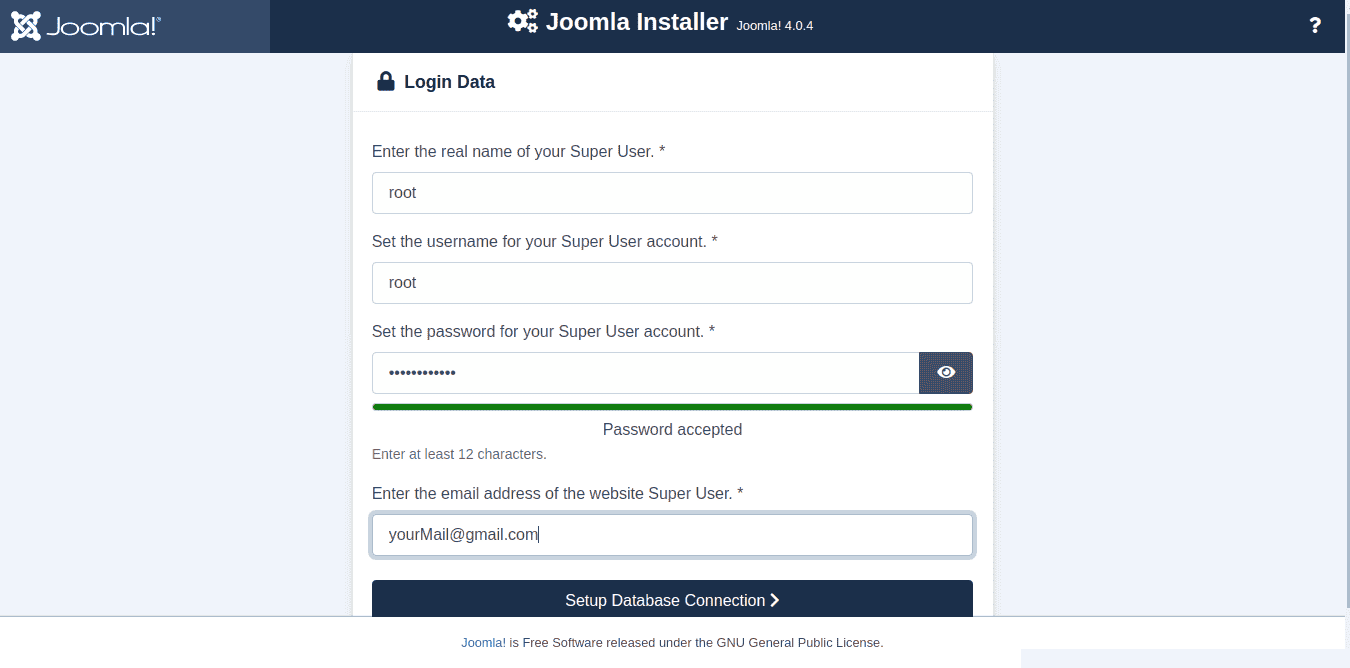 Joomla!®
Joomla Installer Joomla! 4.0.4
?
Login Data
Enter the real name of your Super User. *
root
Set the username for your Super User account. *
root
Set the password for your Super User account. *
••••••••••••
Password accepted
Enter at least 12 characters.
Enter the email address of the website Super User. *
yourMail@gmail.com
Setup Database Connection
Joomla! is Free Software released under the GNU General Public License.